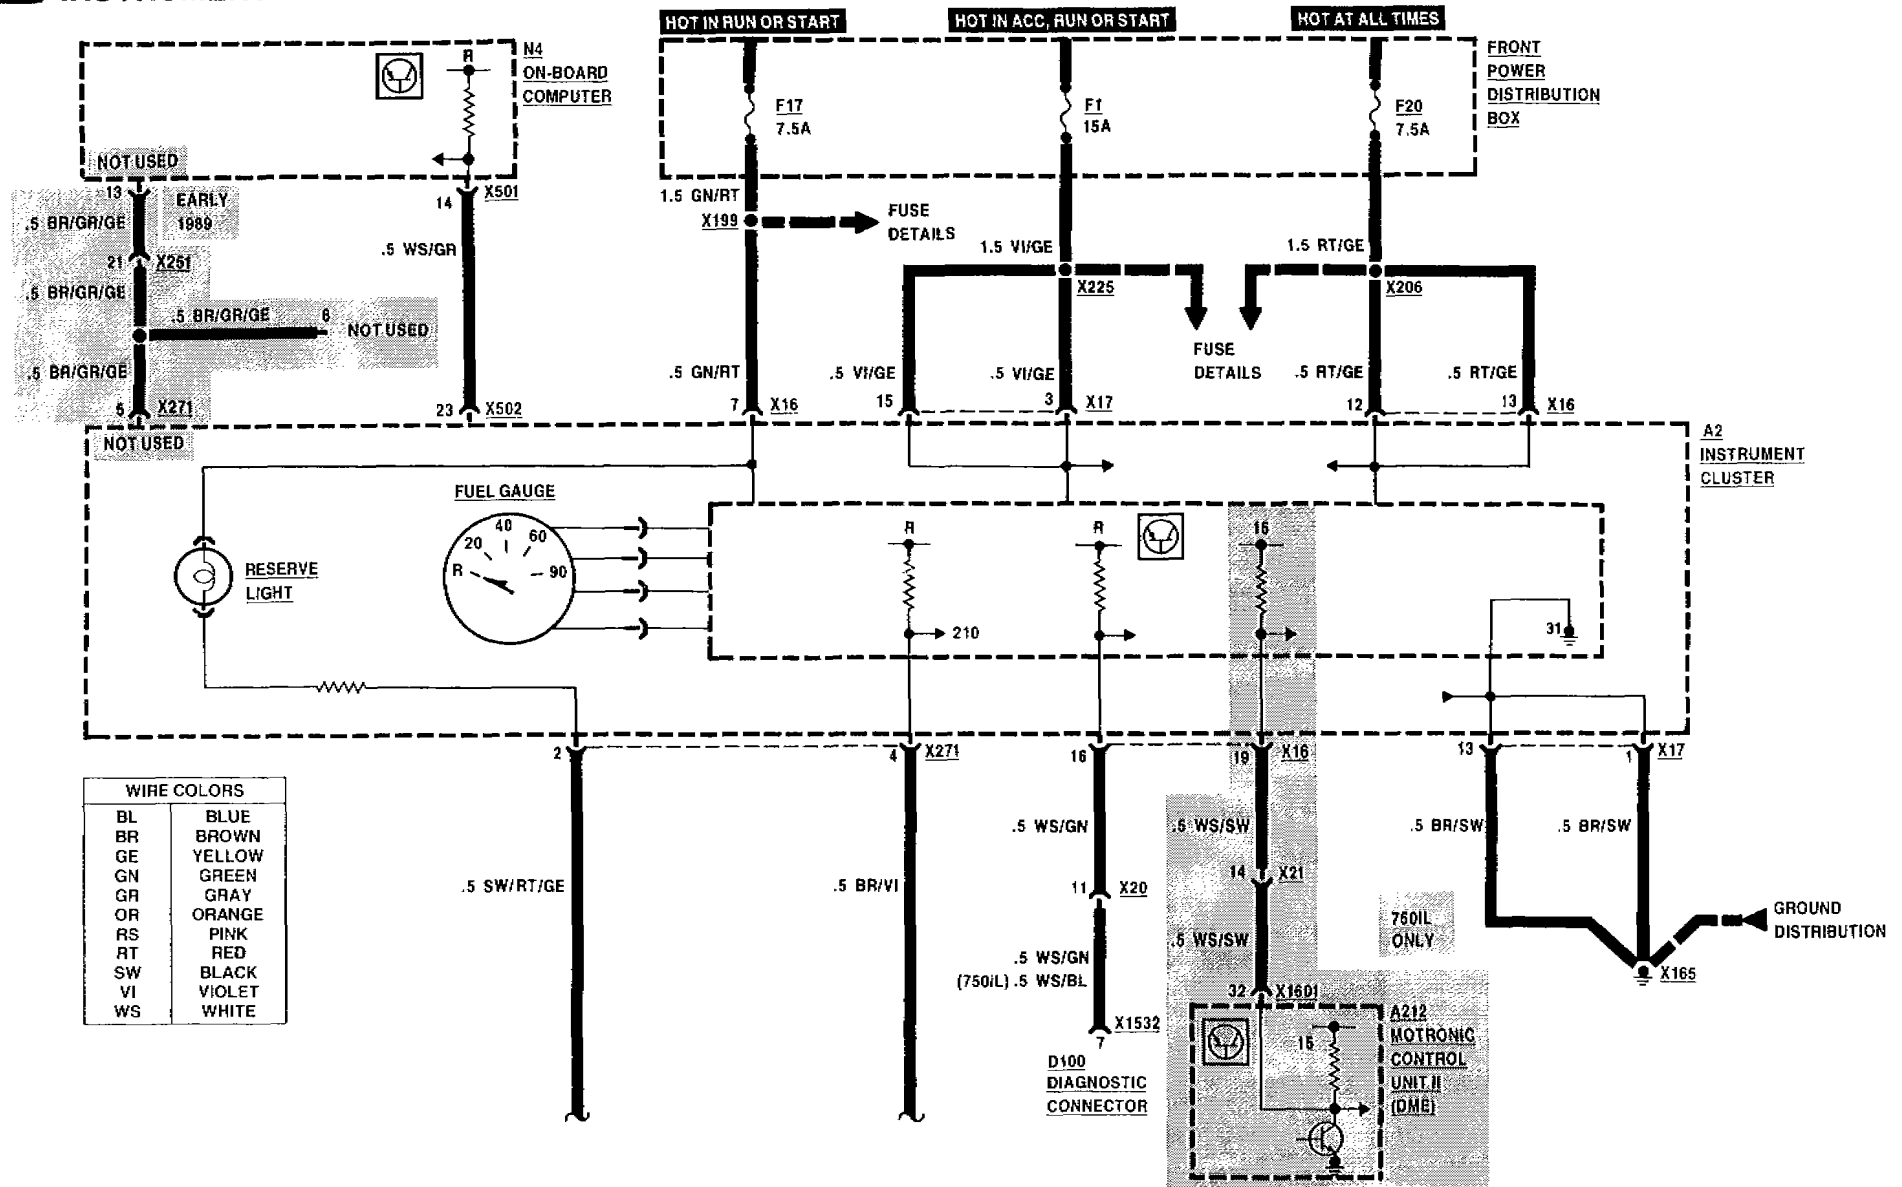 HOT IN RUN OR START
HOT IN ACC, RUN OR START
HOT AT ALL TIMES
N4
ON-BOARD
COMPUTER
R
NOT USED
F17
7.5A
F1
15A
F20
7.5A
FRONT
POWER
DISTRIBUTION
BOX
13
EARLY
1989
.5 BR/GR/GE
21 X251
.5 BR/GR/GE
.5 BR/GR/GE
8
NOT USED
.5 BR/GR/GE
6 X271
NOT USED
14 X501
.5 WS/GR
23 X502
1.5 GN/RT
X199
FUSE
DETAILS
.5 GN/RT
7 X16
1.5 VI/GE
X225
.5 VI/GE
15
.5 VI/GE
3 X17
FUSE
DETAILS
1.5 RT/GE
X206
.5 RT/GE
12
.5 RT/GE
13 X16
A2
INSTRUMENT
CLUSTER
FUEL GAUGE
R
20
40
60
90
RESERVE
LIGHT
R
210
R
15
31
2
4 X271
16
19 X16
13
1 X17
WIRE COLORS
BL BLUE
BR BROWN
GE YELLOW
GN GREEN
GR GRAY
OR ORANGE
RS PINK
RT RED
SW BLACK
VI VIOLET
WS WHITE
.5 SW/RT/GE
.5 BR/VI
.5 WS/GN
11 X20
.5 WS/GN
(750iL) .5 WS/BL
X1532
7
D100
DIAGNOSTIC
CONNECTOR
.5 WS/SW
14 X21
.5 WS/SW
32 X1601
750IL
ONLY
A212
MOTRONIC
CONTROL
UNIT II
(DME)
15
.5 BR/SW
.5 BR/SW
GROUND
DISTRIBUTION
X165